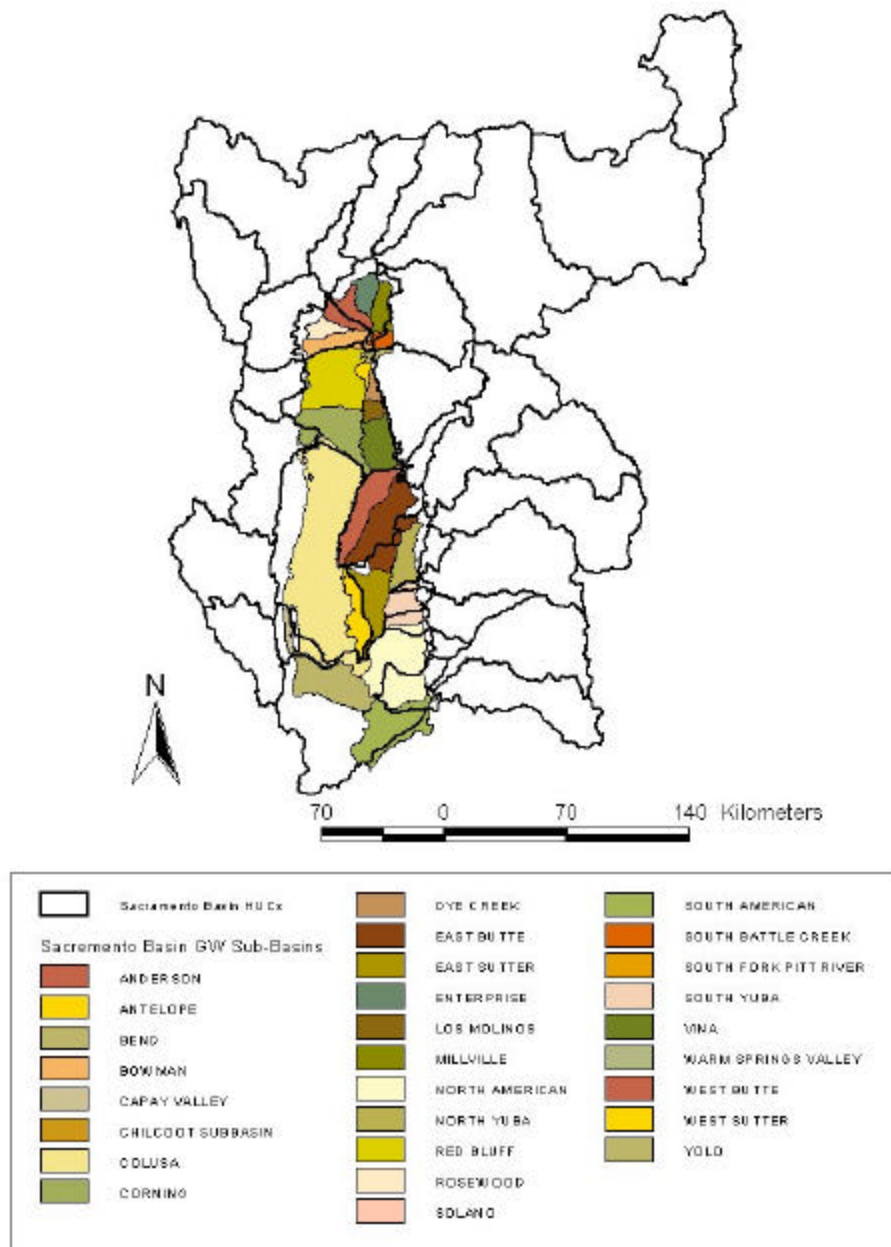 N
70 0 70 140 Kilometers
Sacramento Basin HUCs
Sacremento Basin GW Sub-Basins
ANDERSON
ANTELOPE
BEND
BOWMAN
CAPAY VALLEY
CHILCOOT SUBBASIN
COLUSA
CORNING
DYE CREEK
EAST BUTTE
EAST SUTTER
ENTERPRISE
LOS MOLINOS
MILLVILLE
NORTH AMERICAN
NORTH YUBA
RED BLUFF
ROSEWOOD
SOLANO
SOUTH AMERICAN
SOUTH BATTLE CREEK
SOUTH FORK PITT RIVER
SOUTH YUBA
VINA
WARM SPRINGS VALLEY
WEST BUTTE
WEST SUTTER
YOLO